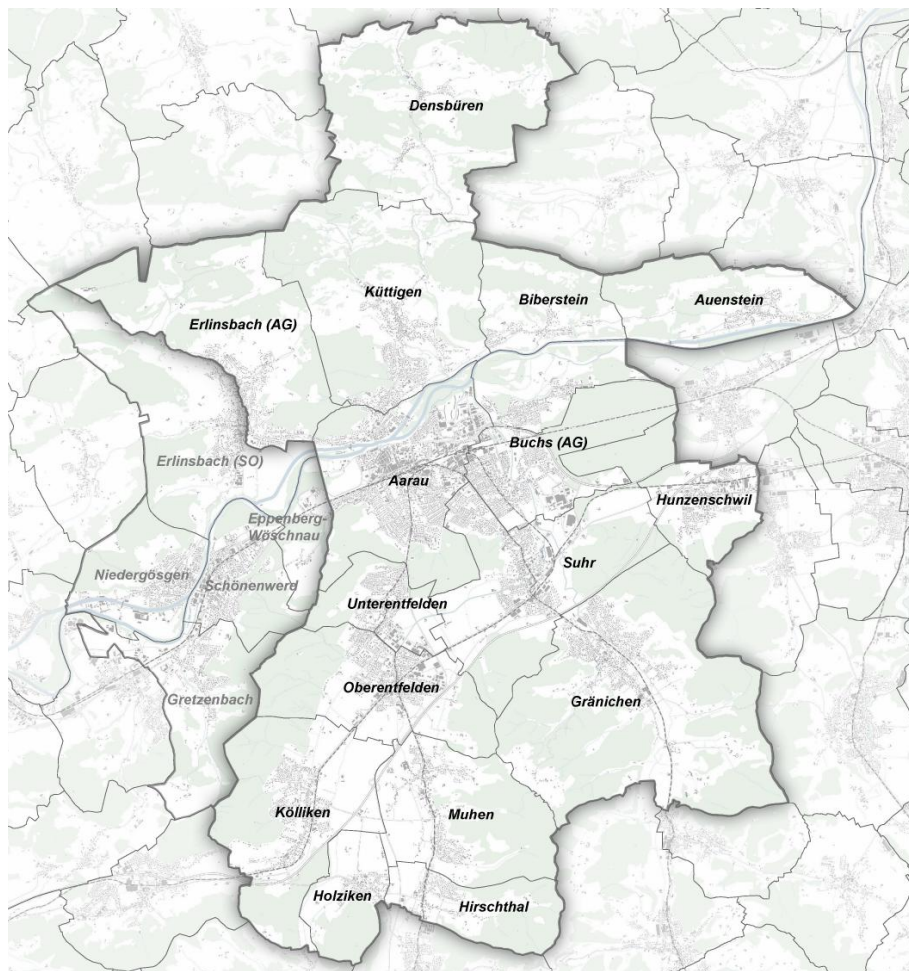 Densbüren
Küttigen
Biberstein
Auenstein
Erlinsbach (AG)
Buchs (AG)
Erlinsbach (SO)
Aarau
Hunzenschwil
Eppenberg-
Wöschnau
Suhr
Niedergösgen
Schönenwerd
Unterentfelden
Oberentfelden
Gretzenbach
Gränichen
Kölliken
Muhen
Holziken
Hirschthal